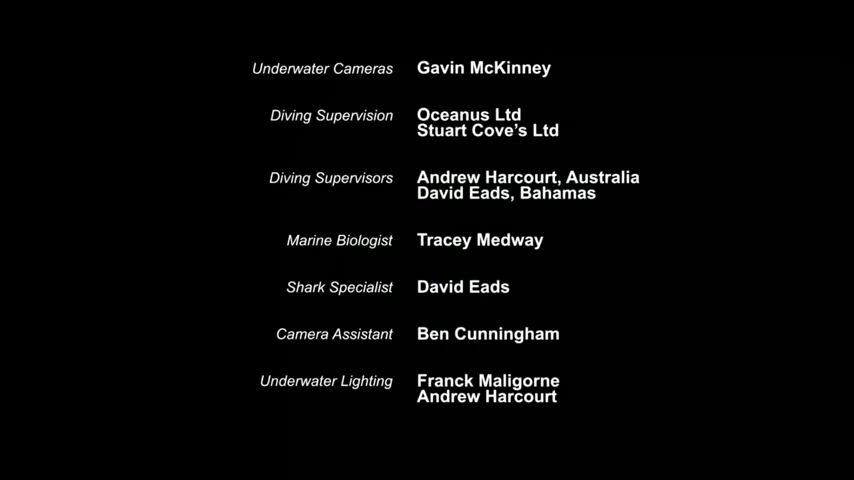 Underwater Cameras Gavin McKinney
Diving Supervision Oceanus Ltd
Stuart Cove's Ltd
Diving Supervisors Andrew Harcourt, Australia
David Eads, Bahamas
Marine Biologist Tracey Medway
Shark Specialist David Eads
Camera Assistant Ben Cunningham
Underwater Lighting Franck Maligorne
Andrew Harcourt